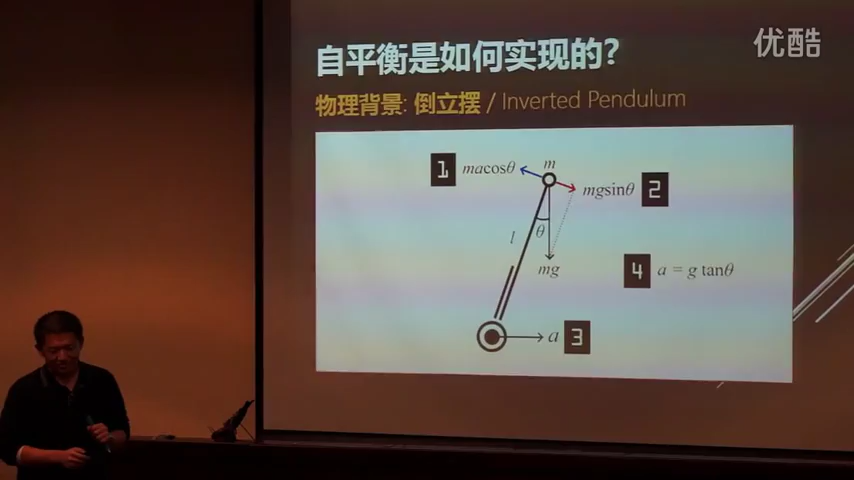 优酷
自平衡是如何实现的?
物理背景: 倒立摆 / Inverted Pendulum
1 macosθ
m
mgsinθ 2
θ
l
mg
4 a = g tanθ
a 3